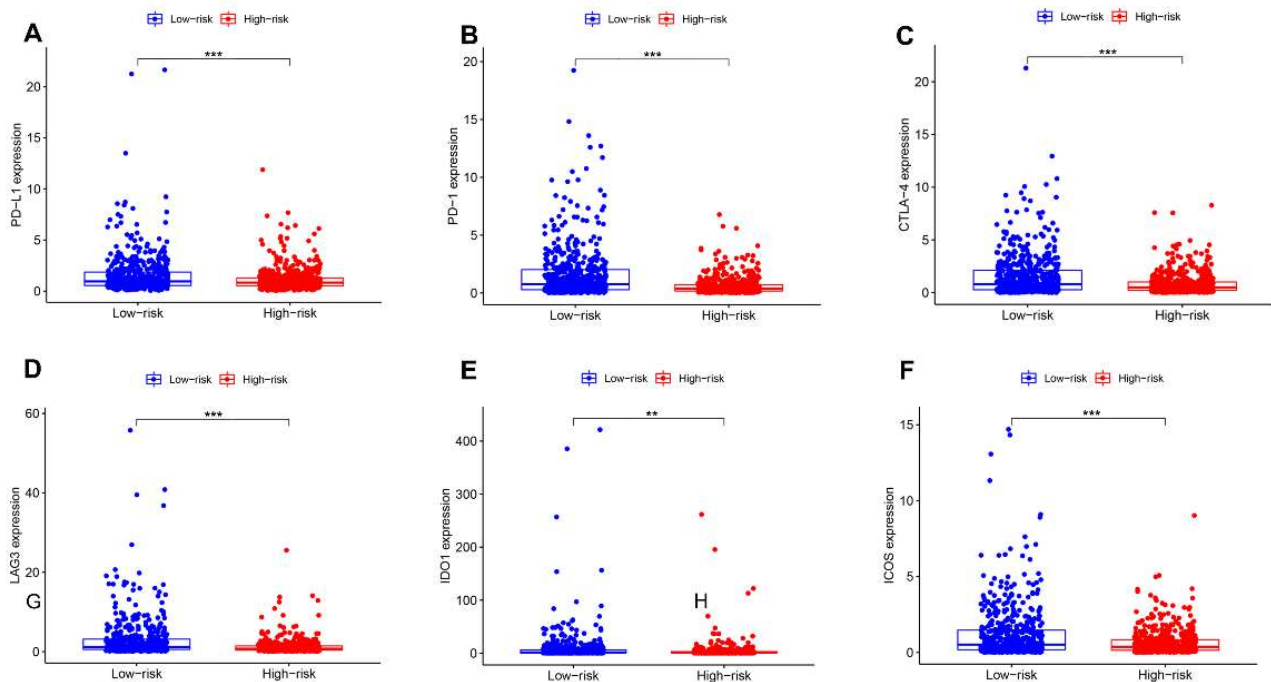 A
Low-risk High-risk
***
PD-L1 expression
20
15
10
5
0
Low-risk High-risk
B
Low-risk High-risk
***
PD-1 expression
20
15
10
5
0
Low-risk High-risk
C
Low-risk High-risk
***
CTLA-4 expression
20
15
10
5
0
Low-risk High-risk
D
Low-risk High-risk
***
LAG3 expression
60
40
20
0
G
Low-risk High-risk
E
Low-risk High-risk
**
IDO1 expression
400
300
200
100
0
H
Low-risk High-risk
F
Low-risk High-risk
***
ICOS expression
15
10
5
0
Low-risk High-risk